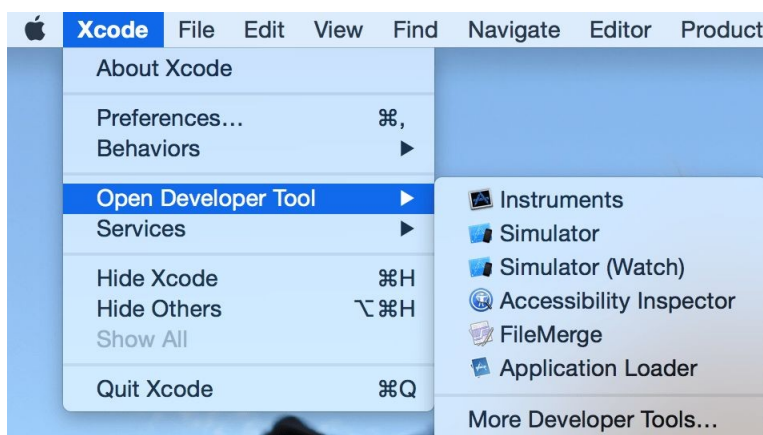 Xcode File Edit View Find Navigate Editor Product
About Xcode
Preferences... ⌘,
Behaviors ▶
Open Developer Tool ▶
Services ▶
Hide Xcode ⌘H
Hide Others ⌥⌘H
Show All
Quit Xcode ⌘Q
Instruments
Simulator
Simulator (Watch)
Accessibility Inspector
FileMerge
Application Loader
More Developer Tools...